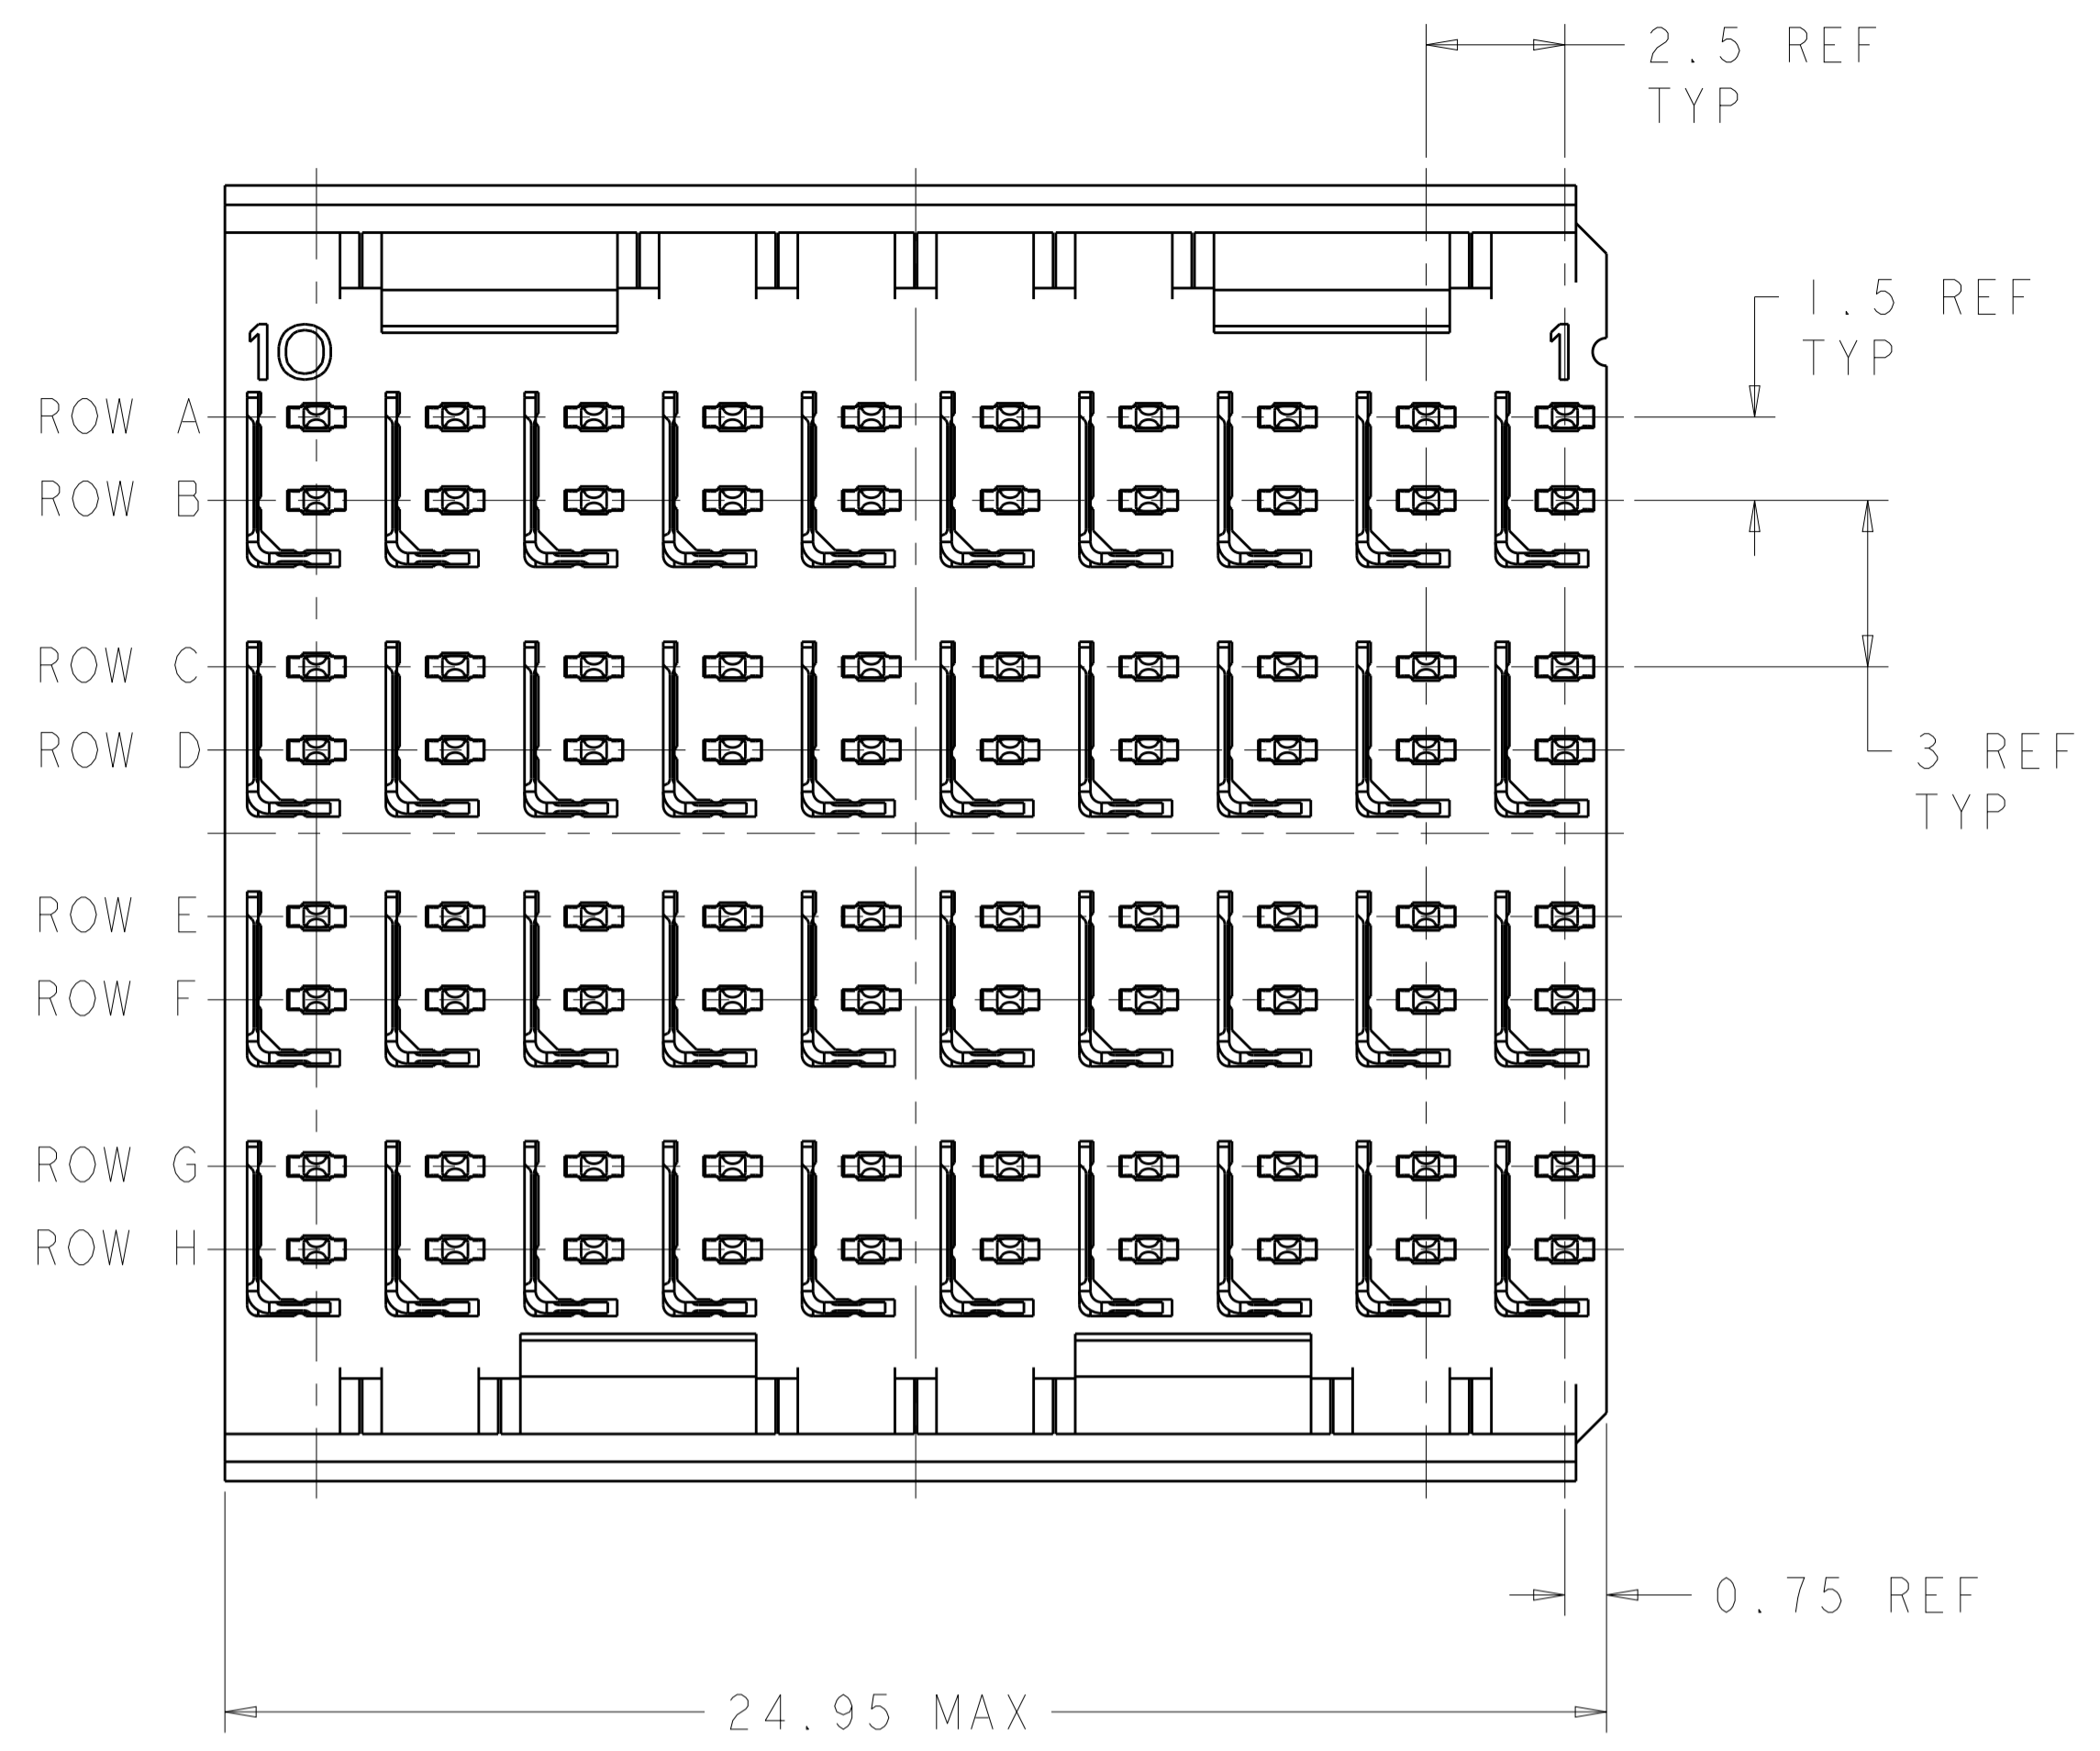 2.5 REF
TYP
1.5 REF
TYP
10
1
ROW A
ROW B
ROW C
ROW D
3 REF
TYP
ROW E
ROW F
ROW G
ROW H
0.75 REF
24.95 MAX